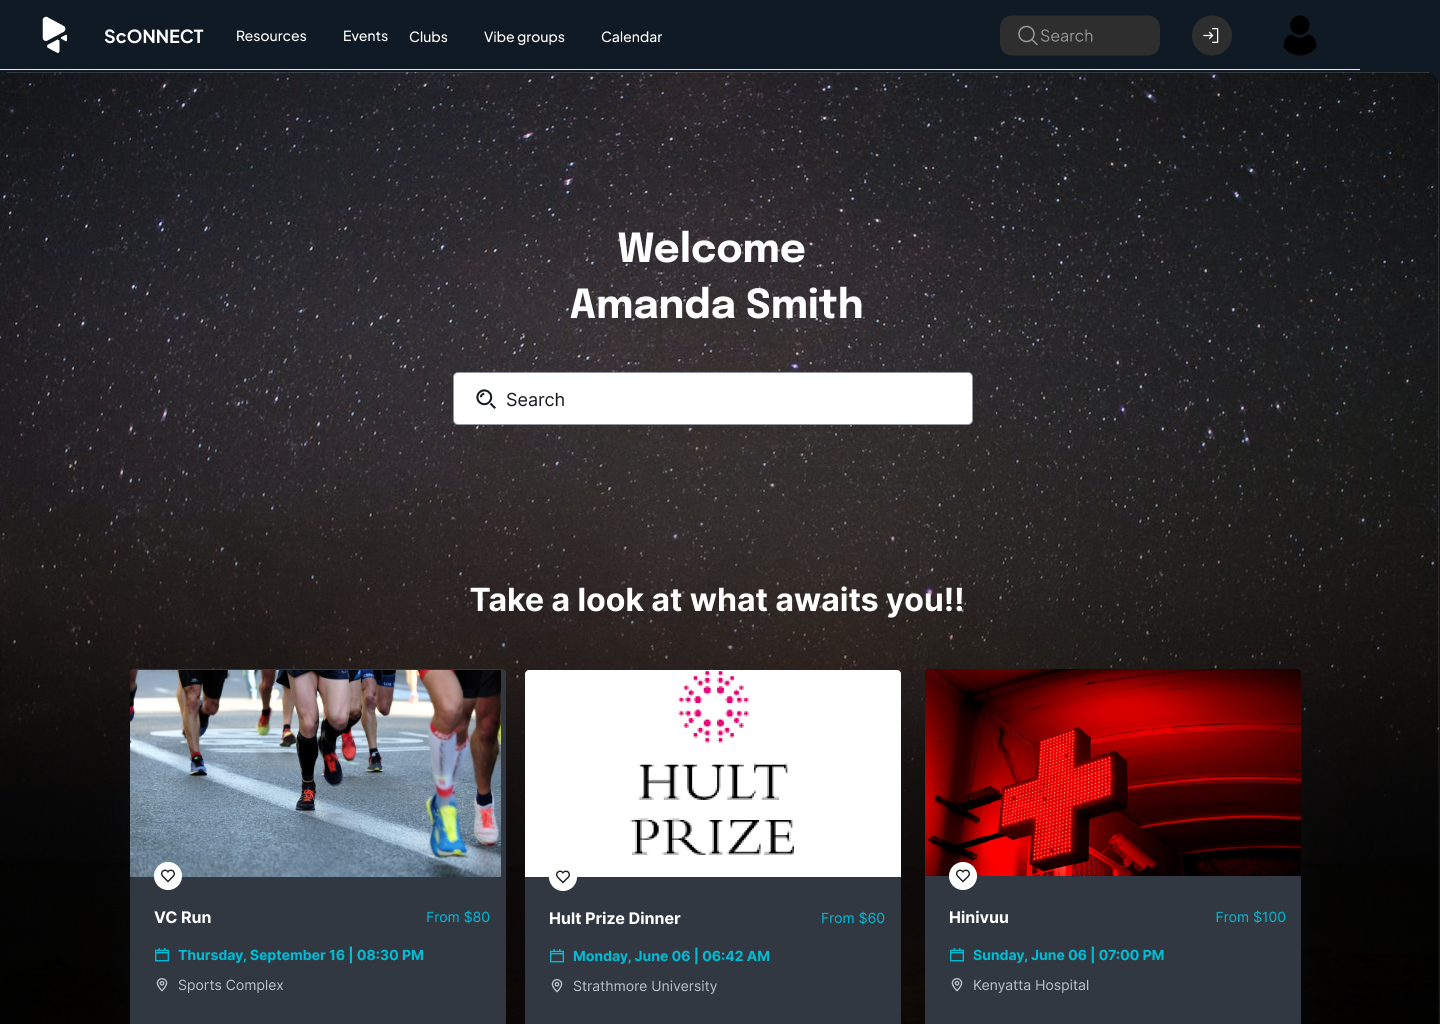 ScONNECT
Resources
Events
Clubs
Vibe groups
Calendar
Search
Welcome
Amanda Smith
Search
Take a look at what awaits you!!
HULT
PRIZE
VC Run
From $80
Thursday, September 16 | 08:30 PM
Sports Complex
Hult Prize Dinner
From $60
Monday, June 06 | 06:42 AM
Strathmore University
Hinivuu
From $100
Sunday, June 06 | 07:00 PM
Kenyatta Hospital